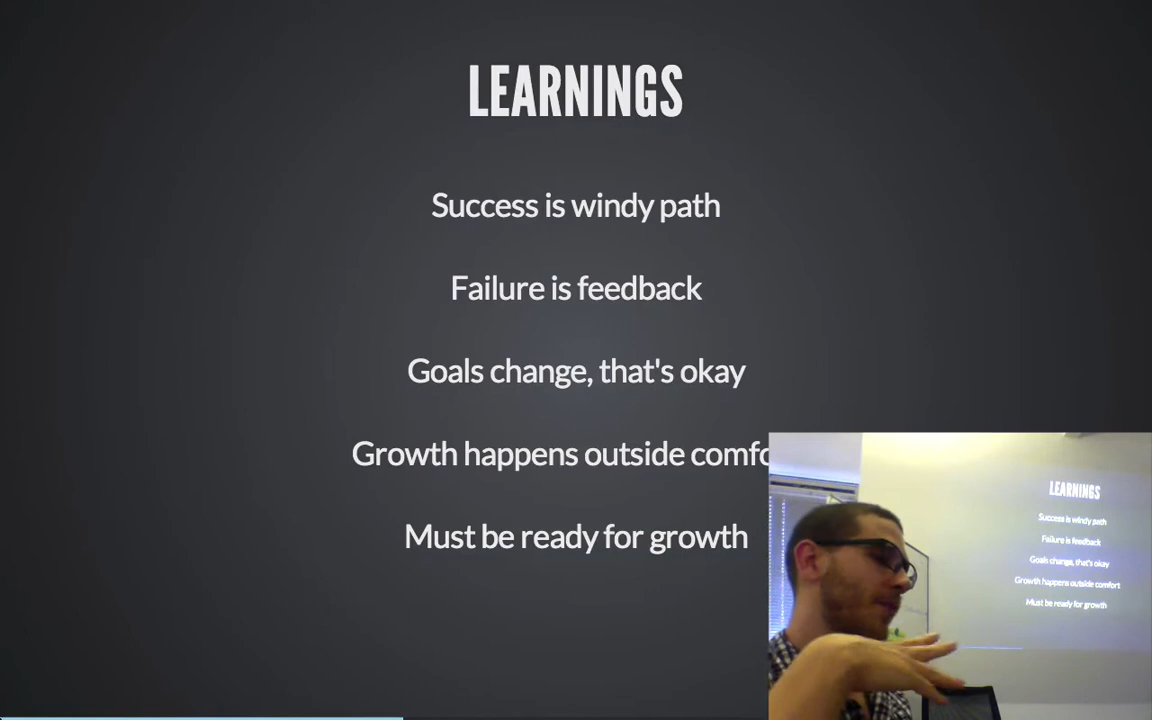 LEARNINGS
Success is windy path
Failure is feedback
Goals change, that's okay
Growth happens outside comfo
Must be ready for growth
LEARNINGS
Success is windy path
Failure is feedback
Goals change, that's okay
Growth happens outside comfort
Must be ready for growth